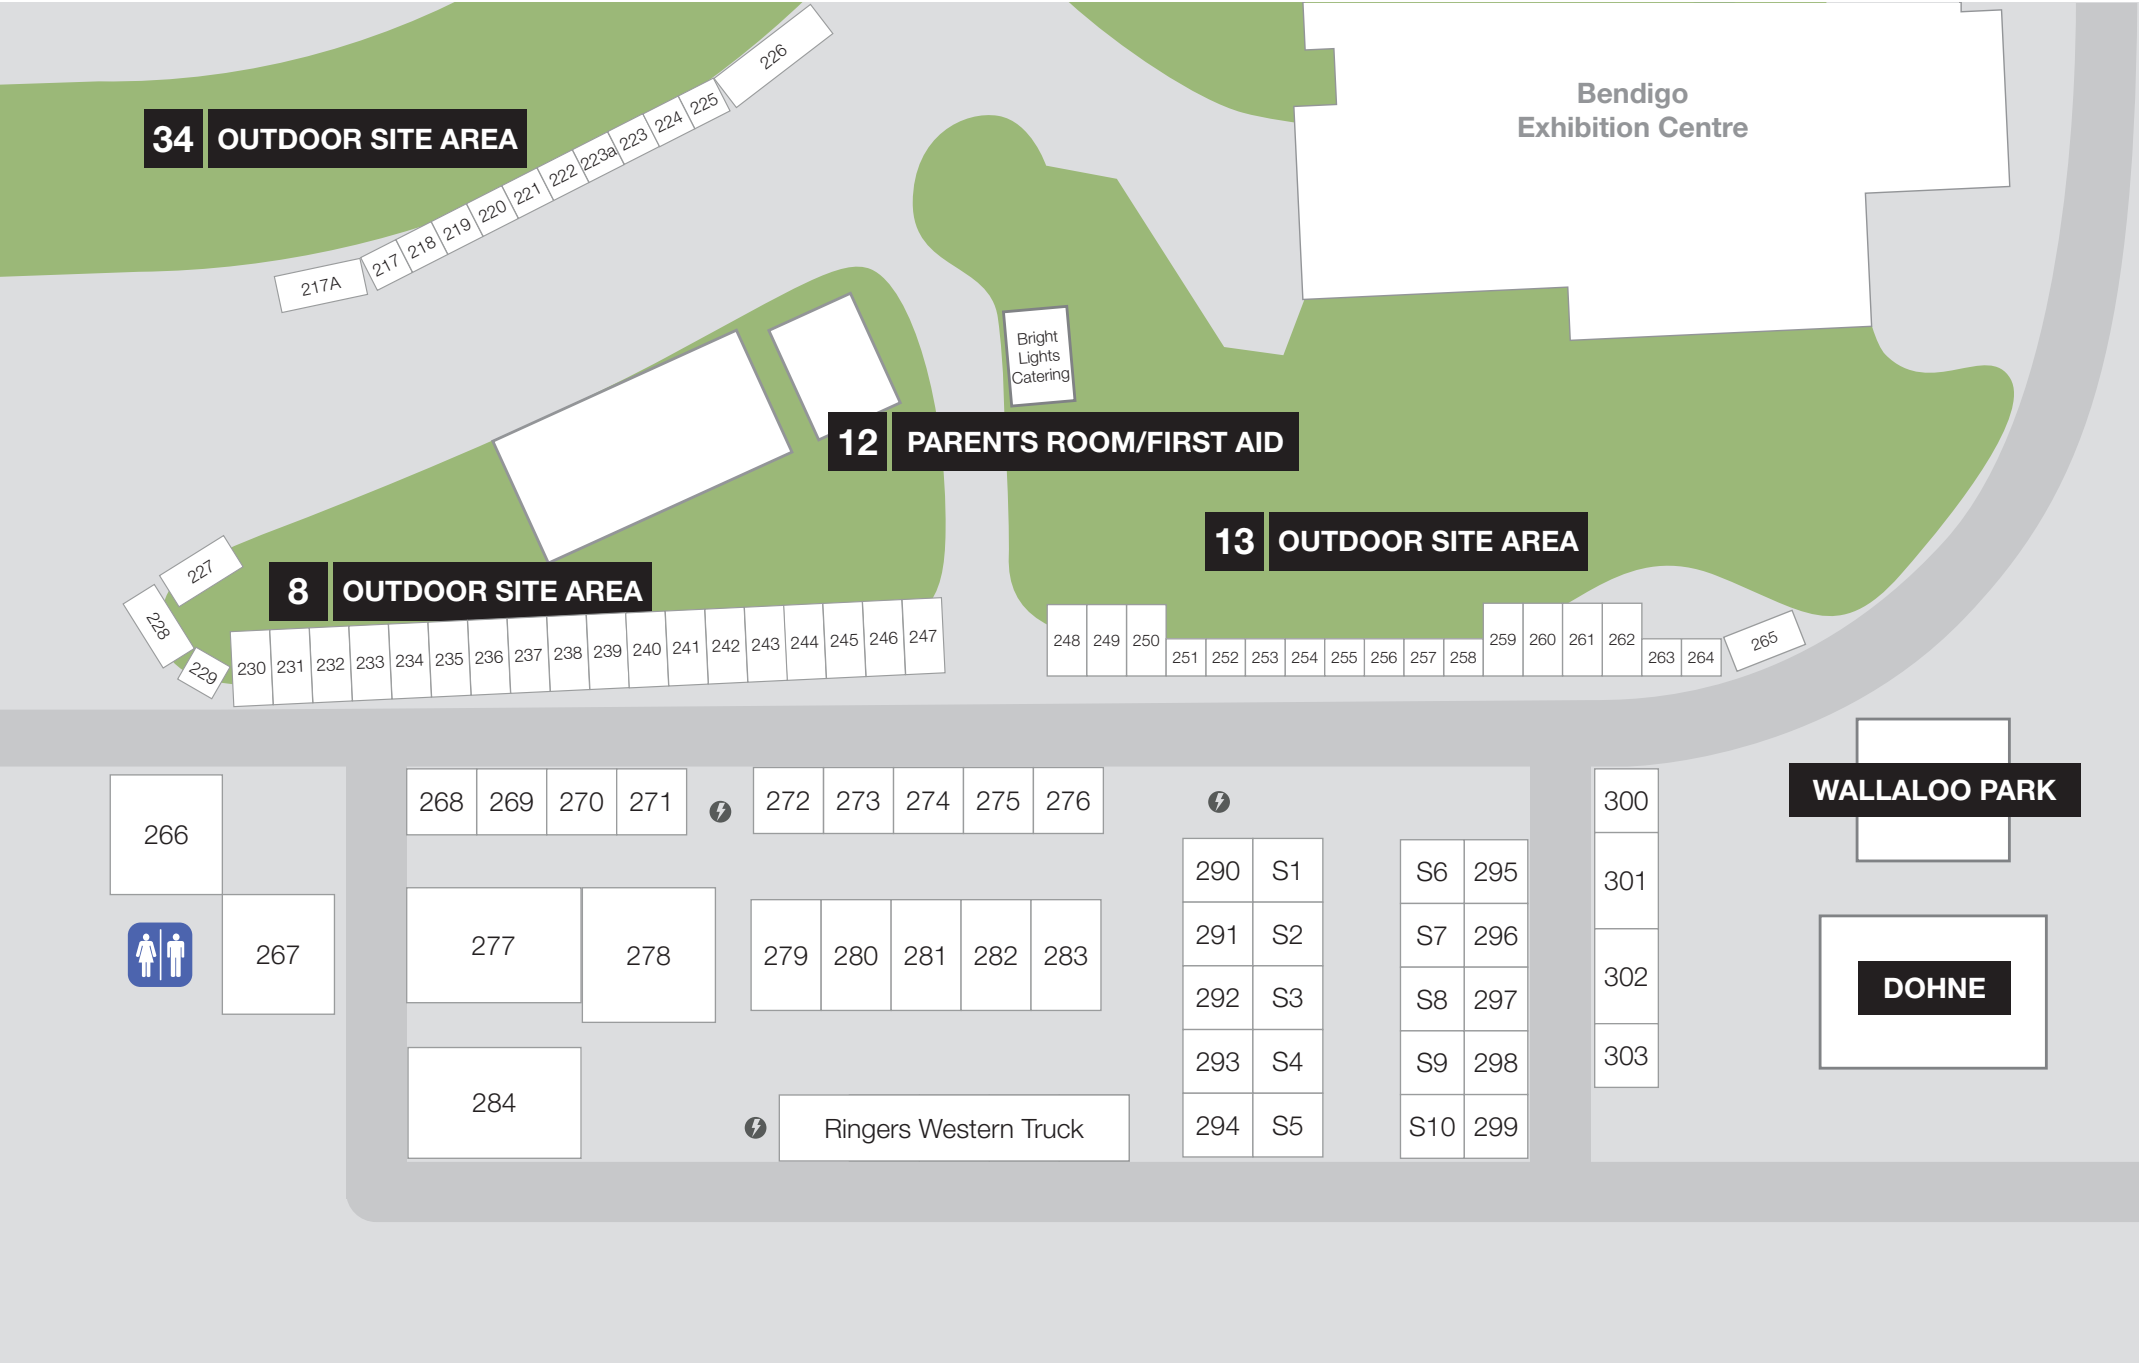 226
225
224
223
223a
222
221
220
219
218
217
217A
34 OUTDOOR SITE AREA
Bendigo
Exhibition Centre
Bright
Lights
Catering
12 PARENTS ROOM/FIRST AID
13 OUTDOOR SITE AREA
8 OUTDOOR SITE AREA
227
228
229
230 231 232 233 234 235 236 237 238 239 240 241 242 243 244 245 246 247
248 249 250 251 252 253 254 255 256 257 258 259 260 261 262 263 264 265
266
267
268 269 270 271
272 273 274 275 276
277
278
279 280 281 282 283
284
Ringers Western Truck
290 S1
291 S2
292 S3
293 S4
294 S5
S6 295
S7 296
S8 297
S9 298
S10 299
300
301
302
303
WALLALOO PARK
DOHNE